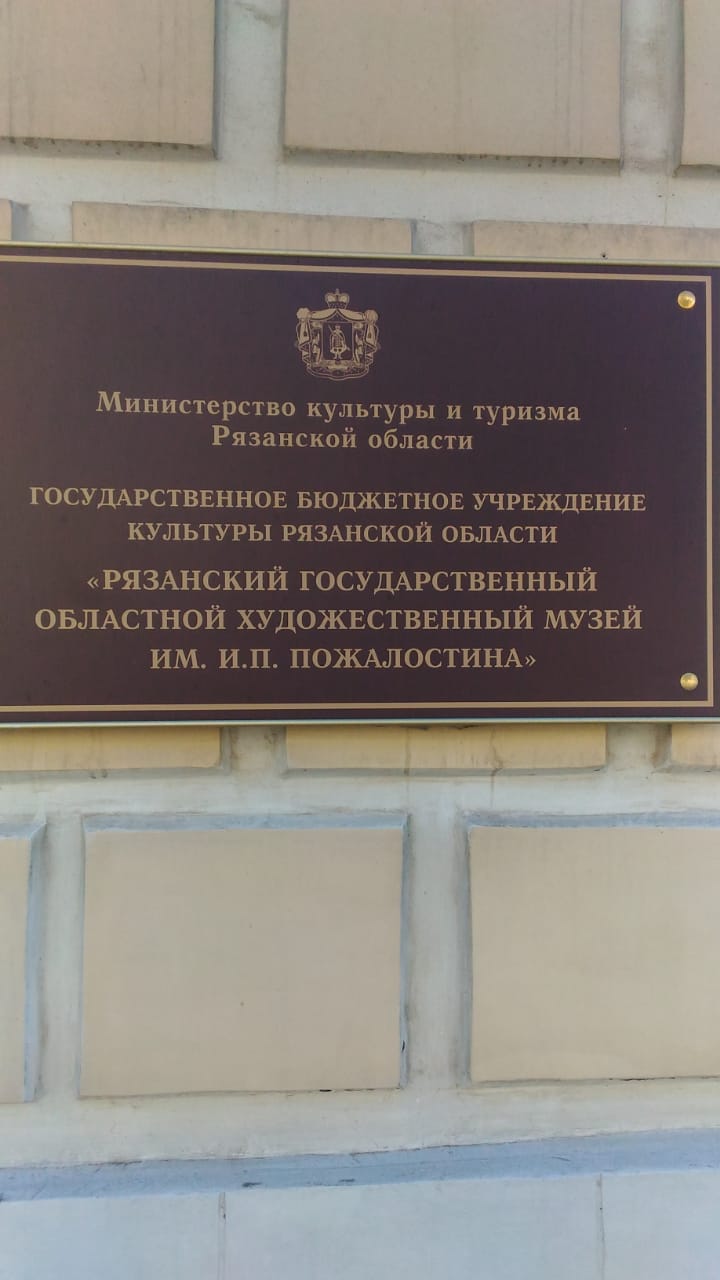 Министерство культуры и туризма
Рязанской области
ГОСУДАРСТВЕННОЕ БЮДЖЕТНОЕ УЧРЕЖДЕНИЕ
КУЛЬТУРЫ РЯЗАНСКОЙ ОБЛАСТИ
«РЯЗАНСКИЙ ГОСУДАРСТВЕННЫЙ
ОБЛАСТНОЙ ХУДОЖЕСТВЕННЫЙ МУЗЕЙ
ИМ. И.П. ПОЖАЛОСТИНА»